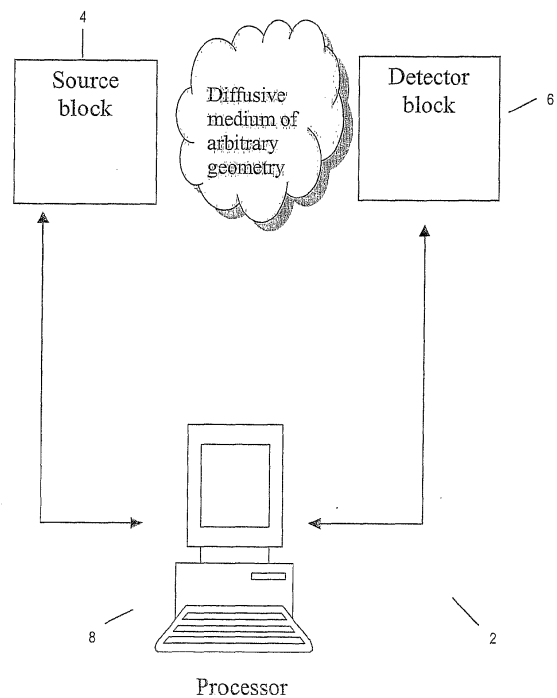 4
Source
block
Diffusive
medium of
arbitrary
geometry
Detector
block
6
8
2
Processor